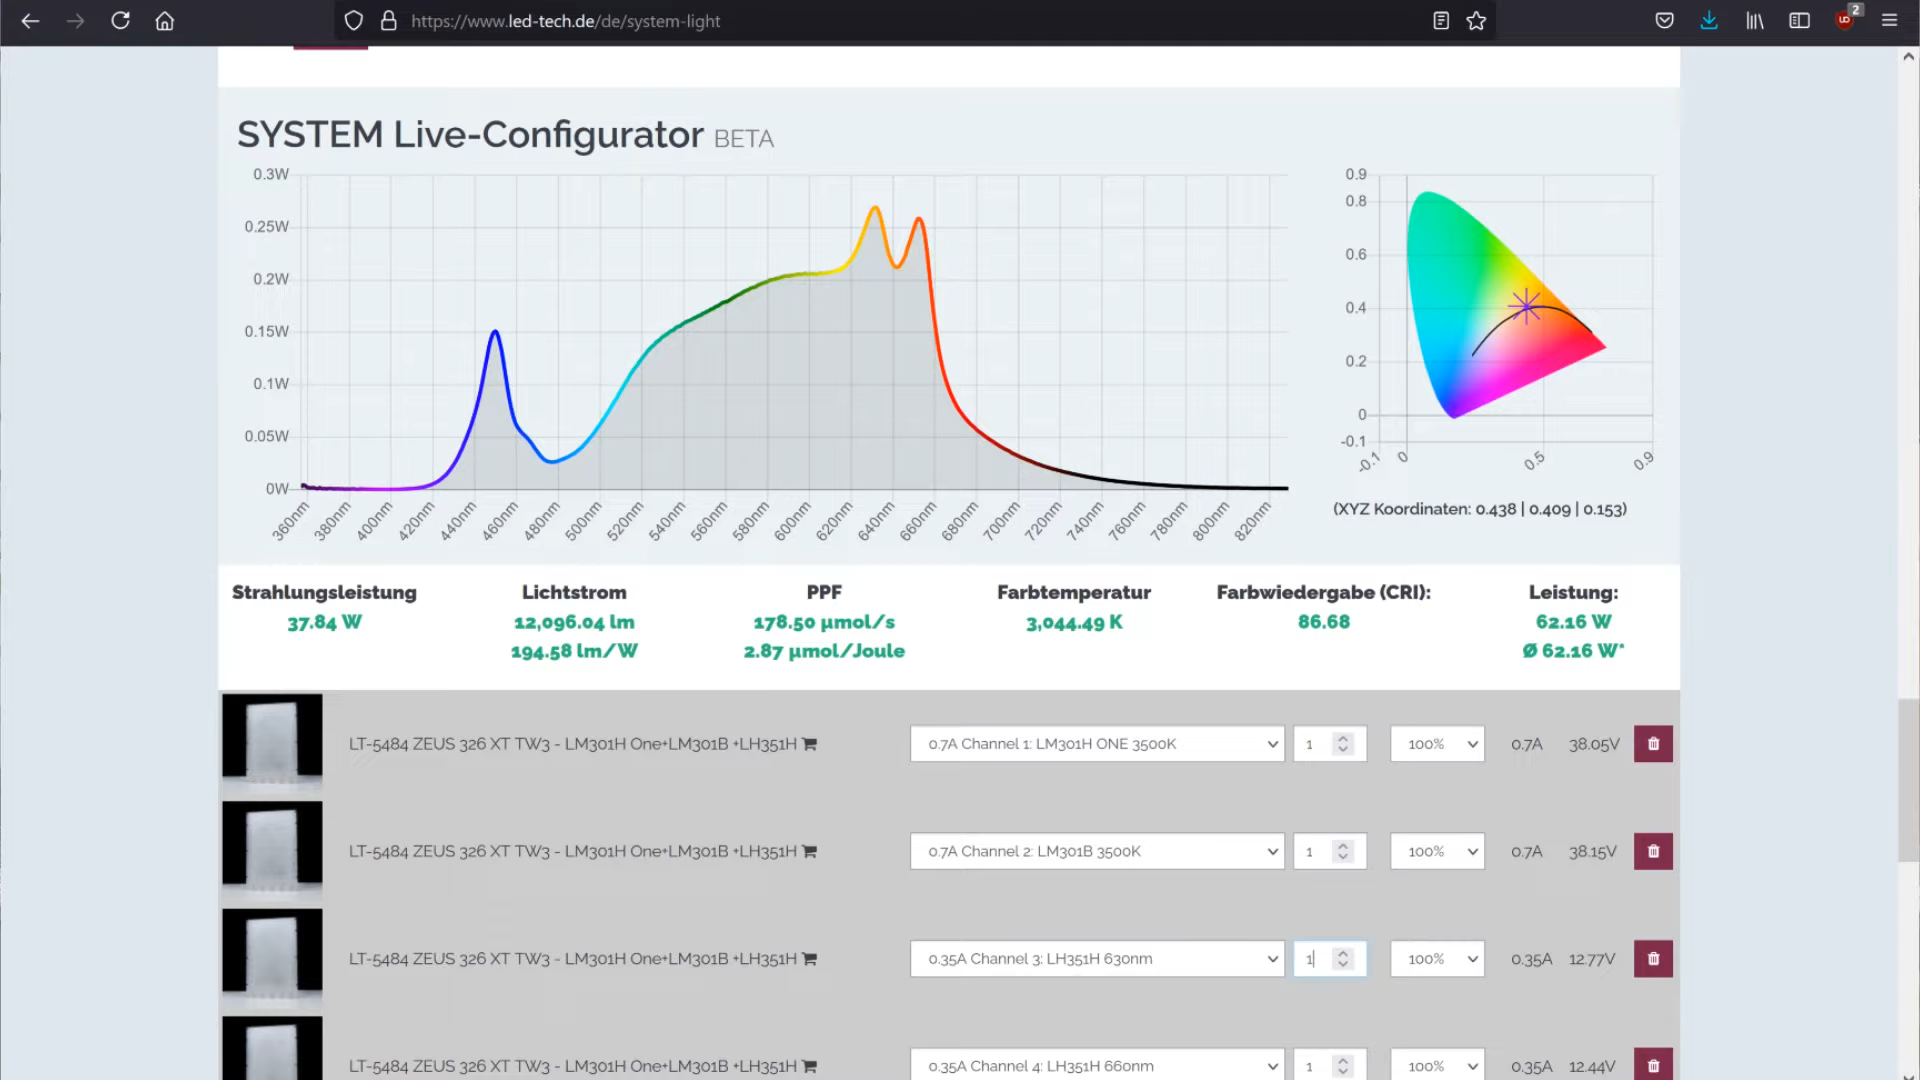 https://www.led-tech.de/de/system-light
2
SYSTEM Live-Configurator BETA
0.3W
0.25W
0.2W
0.15W
0.1W
0.05W
0W
360nm 380nm 400nm 420nm 440nm 460nm 480nm 500nm 520nm 540nm 560nm 580nm 600nm 620nm 640nm 660nm 680nm 700nm 720nm 740nm 760nm 780nm 800nm 820nm
0.9
0.8
0.6
0.4
0.2
0
-0.1
-0.1 0 0.5 0.9
(XYZ Koordinaten: 0.438 | 0.409 | 0.153)
Strahlungsleistung Lichtstrom PPF Farbtemperatur Farbwiedergabe (CRI): Leistung:
37.84 W 12,096.04 lm 178.50 µmol/s 3,044.49 K 86.68 62.16 W
194.58 lm/W 2.87 µmol/Joule Ø 62.16 W*
LT-5484 ZEUS 326 XT TW3 - LM301H One+LM301B +LH351H 0.7A Channel 1: LM301H ONE 3500K 1 100% 0.7A 38.05V
LT-5484 ZEUS 326 XT TW3 - LM301H One+LM301B +LH351H 0.7A Channel 2: LM301B 3500K 1 100% 0.7A 38.15V
LT-5484 ZEUS 326 XT TW3 - LM301H One+LM301B +LH351H 0.35A Channel 3: LH351H 630nm 1 100% 0.35A 12.77V
LT-5484 ZEUS 326 XT TW3 - LM301H One+LM301B +LH351H 0.35A Channel 4: LH351H 660nm 1 100% 0.35A 12.44V